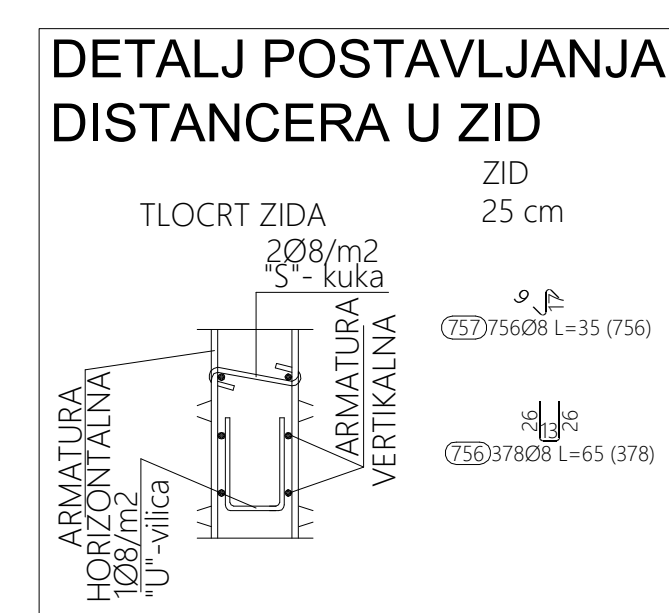 DETALJ POSTAVLJANJA
DISTANCERA U ZID
ZID
25 cm
TLOCRT ZIDA
2Ø8/m2
"S"- kuka
ARMATURA
VERTIKALNA
ARMATURA
HORIZONTALNA
1Ø8/m2
"U"-vilica
9
17
757 756Ø8 L=35 (756)
26
13
26
756 378Ø8 L=65 (378)